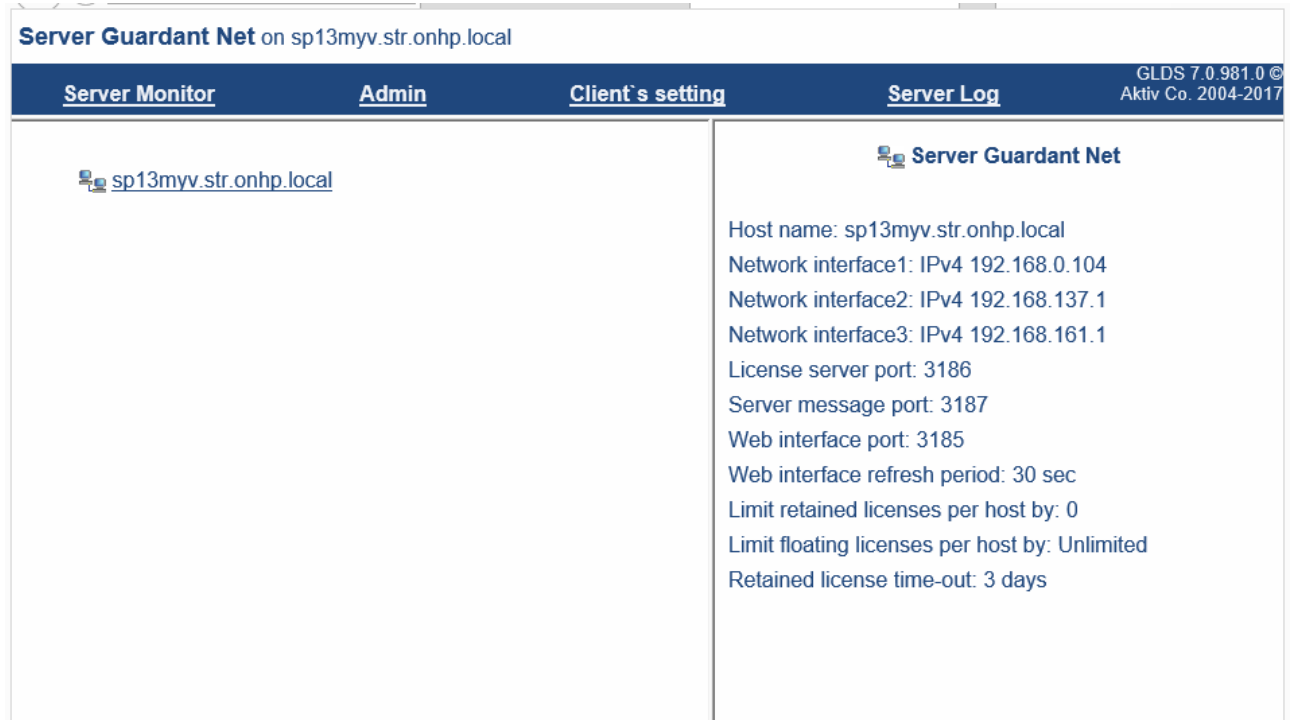 Server Guardant Net on sp13myv.str.onhp.local
Server Monitor Admin Client`s setting Server Log GLDS 7.0.981.0 ©
Aktiv Co. 2004-2017
sp13myv.str.onhp.local
Server Guardant Net
Host name: sp13myv.str.onhp.local
Network interface1: IPv4 192.168.0.104
Network interface2: IPv4 192.168.137.1
Network interface3: IPv4 192.168.161.1
License server port: 3186
Server message port: 3187
Web interface port: 3185
Web interface refresh period: 30 sec
Limit retained licenses per host by: 0
Limit floating licenses per host by: Unlimited
Retained license time-out: 3 days